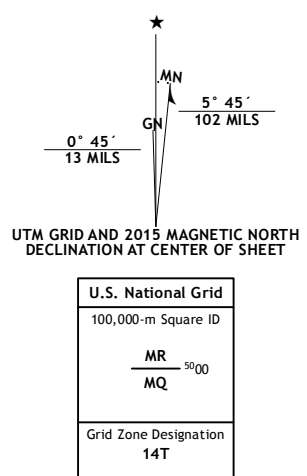 MN
GN
5° 45´
102 MILS
0° 45´
13 MILS
UTM GRID AND 2015 MAGNETIC NORTH
DECLINATION AT CENTER OF SHEET
U.S. National Grid
100,000-m Square ID
MR
5000
MQ
Grid Zone Designation
14T